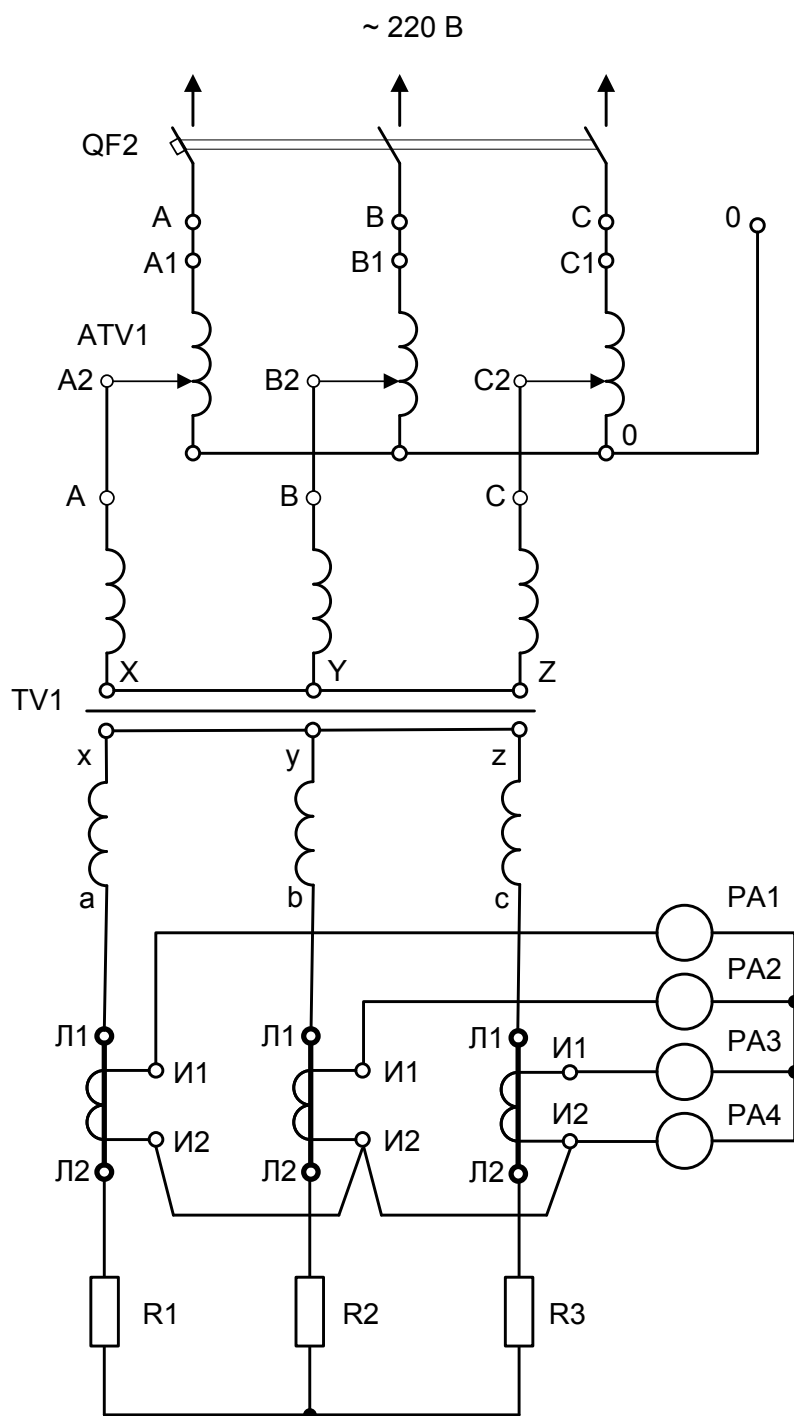 ~ 220 В
QF2
A B C 0
A1 B1 C1
ATV1
A2 B2 C2
0
A B C
X Y Z
TV1
x y z
a b c
PA1
PA2
Л1 Л1 Л1 И1 PA3
И1 И1
И2 PA4
И2 И2
Л2 Л2 Л2
R1 R2 R3